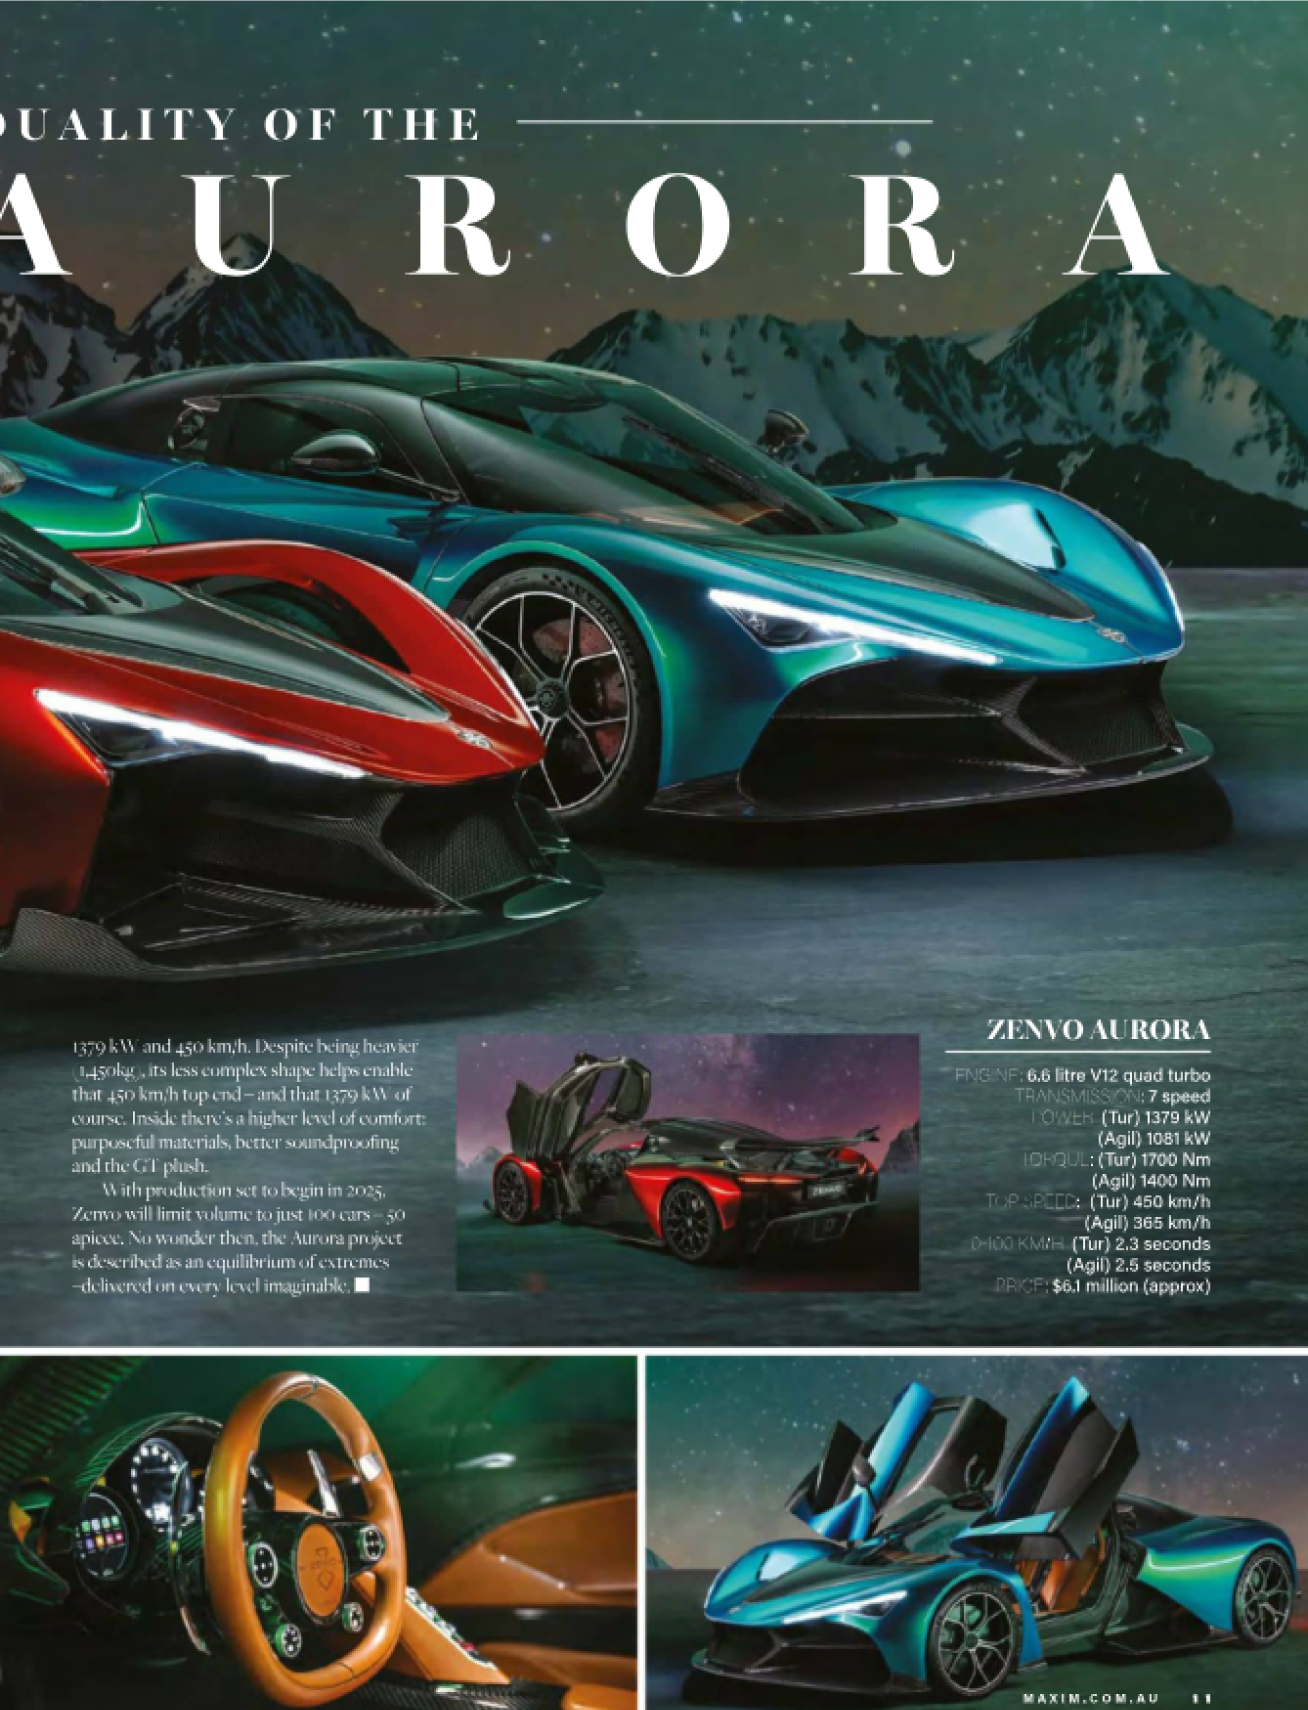 DUALITY OF THE
AURORA
1379 kW and 450 km/h. Despite being heavier
(1,450kg), its less complex shape helps enable
that 450 km/h top end – and that 1379 kW of
course. Inside there's a higher level of comfort:
purposeful materials, better soundproofing
and the GT plush.
With production set to begin in 2025,
Zenvo will limit volume to just 100 cars – 50
apiece. No wonder then, the Aurora project
is described as an equilibrium of extremes
–delivered on every level imaginable.
ZENVO
ZENVO AURORA
ENGINE: 6.6 litre V12 quad turbo
TRANSMISSION: 7 speed
POWER: (Tur) 1379 kW
(Agil) 1081 kW
TORQUE: (Tur) 1700 Nm
(Agil) 1400 Nm
TOP SPEED: (Tur) 450 km/h
(Agil) 365 km/h
0-100 KM/H: (Tur) 2.3 seconds
(Agil) 2.5 seconds
PRICE: $6.1 million (approx)
MAXIM.COM.AU 11